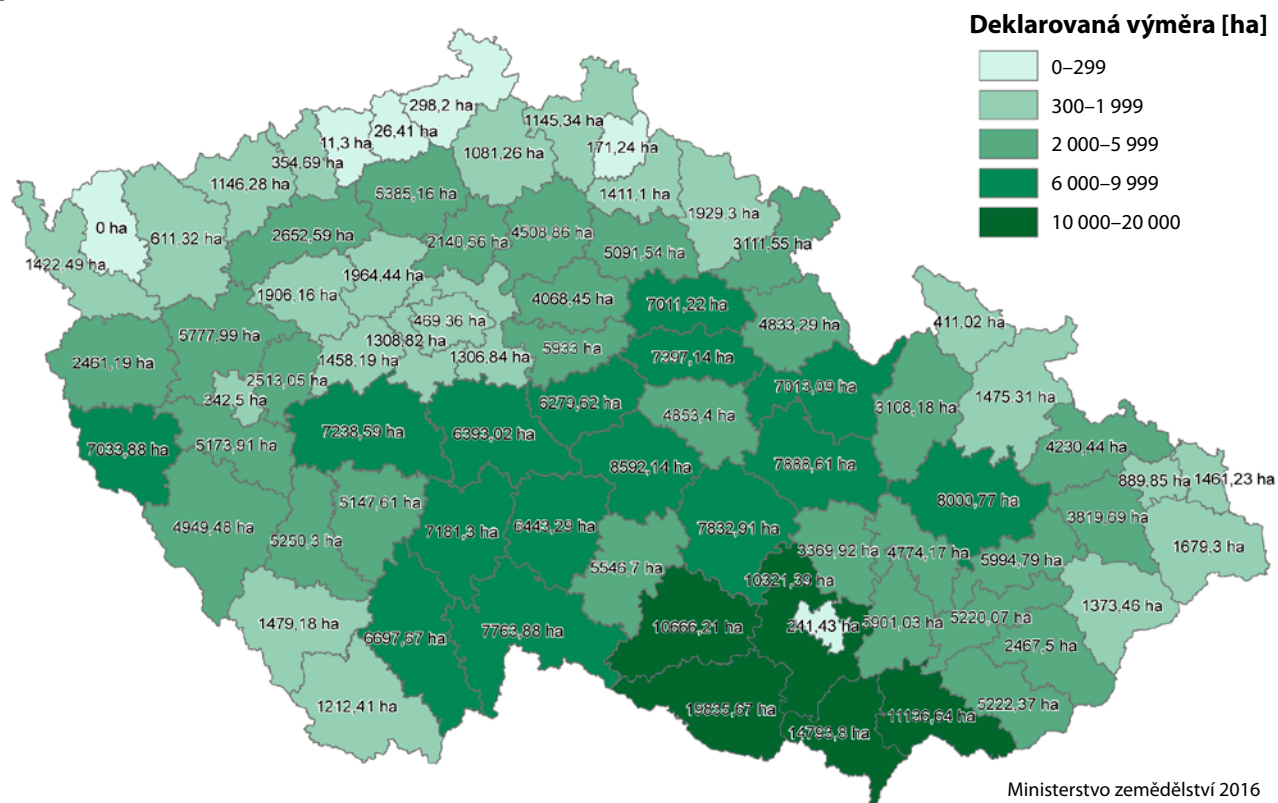 Deklarovaná výměra [ha]
0–299
300–1 999
2 000–5 999
6 000–9 999
10 000–20 000
298,2 ha
11,3 ha
26,41 ha
1145,34 ha
171,24 ha
354,69 ha
1081,26 ha
1146,28 ha
5385,16 ha
1411,1 ha
1929,3 ha
0 ha
611,32 ha
2652,59 ha
2140,56 ha
4508,86 ha
5091,54 ha
3111,55 ha
1422,49 ha
1964,44 ha
1906,16 ha
4068,45 ha
7011,22 ha
469,36 ha
4833,29 ha
411,02 ha
5777,99 ha
1308,82 ha
2461,19 ha
1458,19 ha
1306,84 ha
5933 ha
7397,14 ha
2513,05 ha
342,5 ha
6279,62 ha
7013,09 ha
1475,31 ha
4853,4 ha
3108,18 ha
7033,88 ha
5173,91 ha
7238,59 ha
6393,02 ha
4230,44 ha
8592,14 ha
7888,61 ha
889,85 ha
1461,23 ha
5147,61 ha
8000,77 ha
4949,48 ha
5250,3 ha
7181,3 ha
6443,29 ha
7832,91 ha
3819,69 ha
1679,3 ha
3369,92 ha
4774,17 ha
5994,79 ha
5546,7 ha
10321,39 ha
1373,46 ha
1479,18 ha
6697,67 ha
7763,88 ha
10666,21 ha
241,43 ha
5901,03 ha
5220,07 ha
2467,5 ha
1212,41 ha
19835,67 ha
14793,8 ha
11136,64 ha
5222,37 ha
Ministerstvo zemědělství 2016